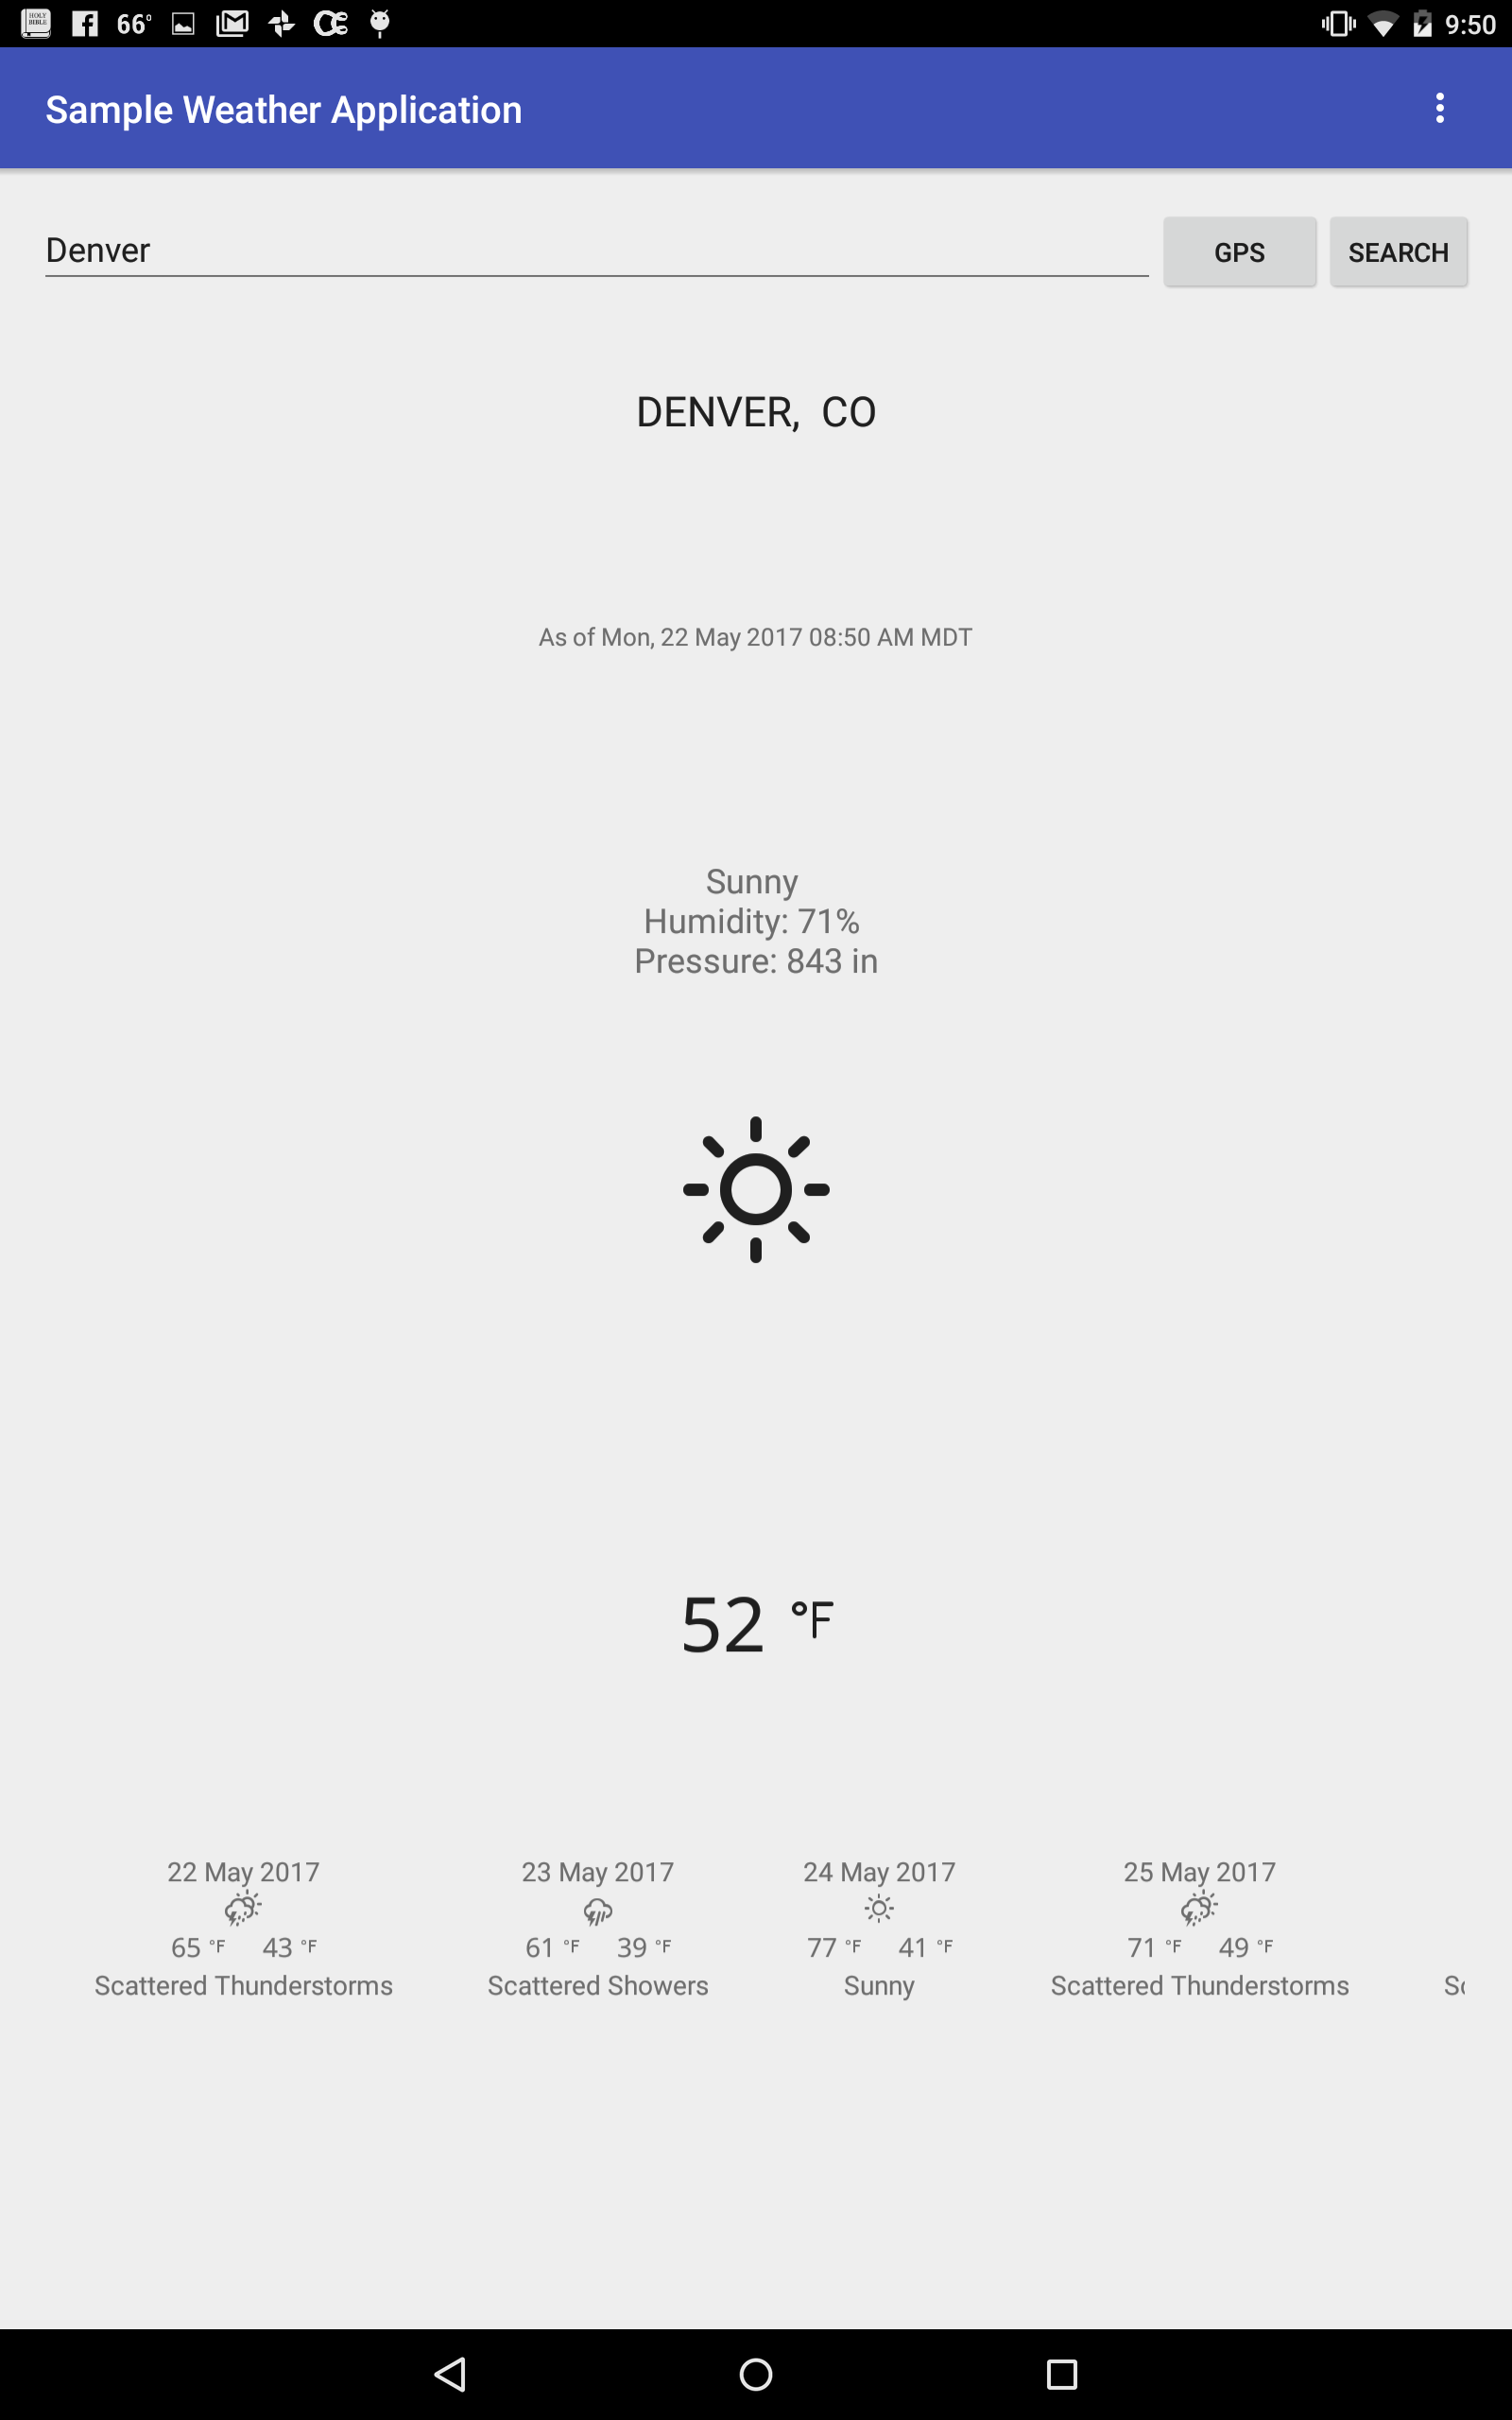 HOLY BIBLE 66° 9:50
Sample Weather Application
Denver GPS SEARCH
DENVER, CO
As of Mon, 22 May 2017 08:50 AM MDT
Sunny
Humidity: 71%
Pressure: 843 in
52 °F
22 May 2017 23 May 2017 24 May 2017 25 May 2017
65 °F 43 °F 61 °F 39 °F 77 °F 41 °F 71 °F 49 °F
Scattered Thunderstorms Scattered Showers Sunny Scattered Thunderstorms